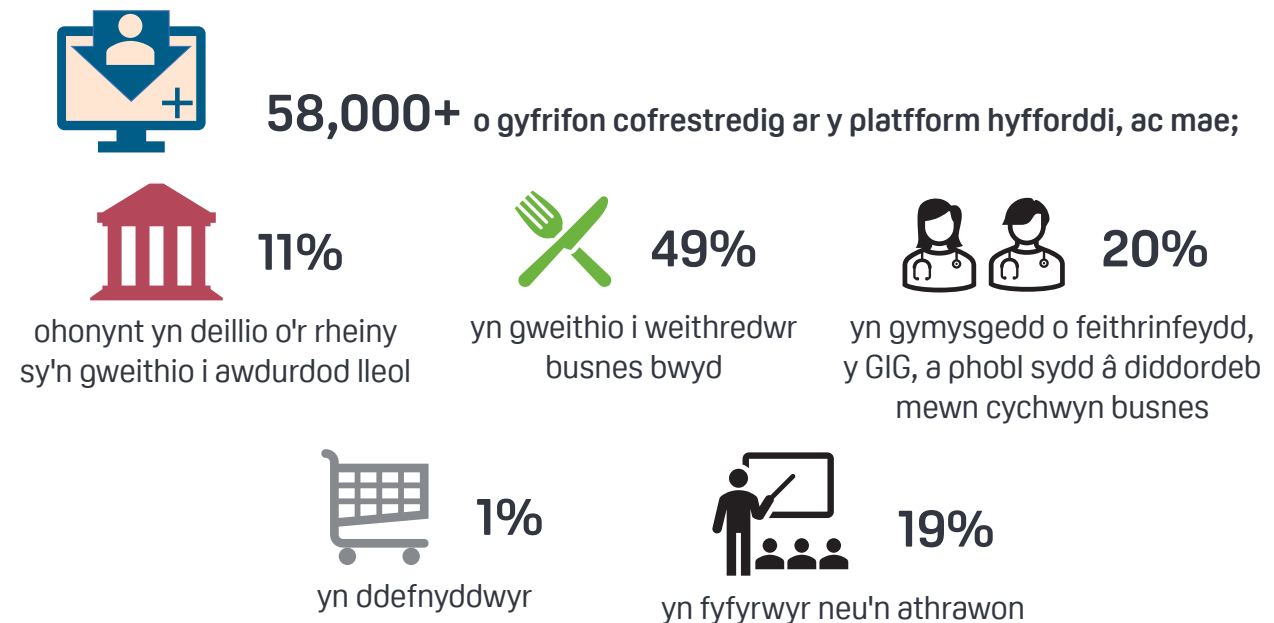 58,000+ o gyfrifon cofrestredig ar y platfform hyfforddi, ac mae;
11%
ohonynt yn deillio o'r rheiny
sy'n gweithio i awdurdod lleol
49%
yn gweithio i weithredwr
busnes bwyd
20%
yn gymysgedd o feithrinfeydd,
y GIG, a phobl sydd â diddordeb
mewn cychwyn busnes
1%
yn ddefnyddwyr
19%
yn fyfyrwyr neu'n athrawon